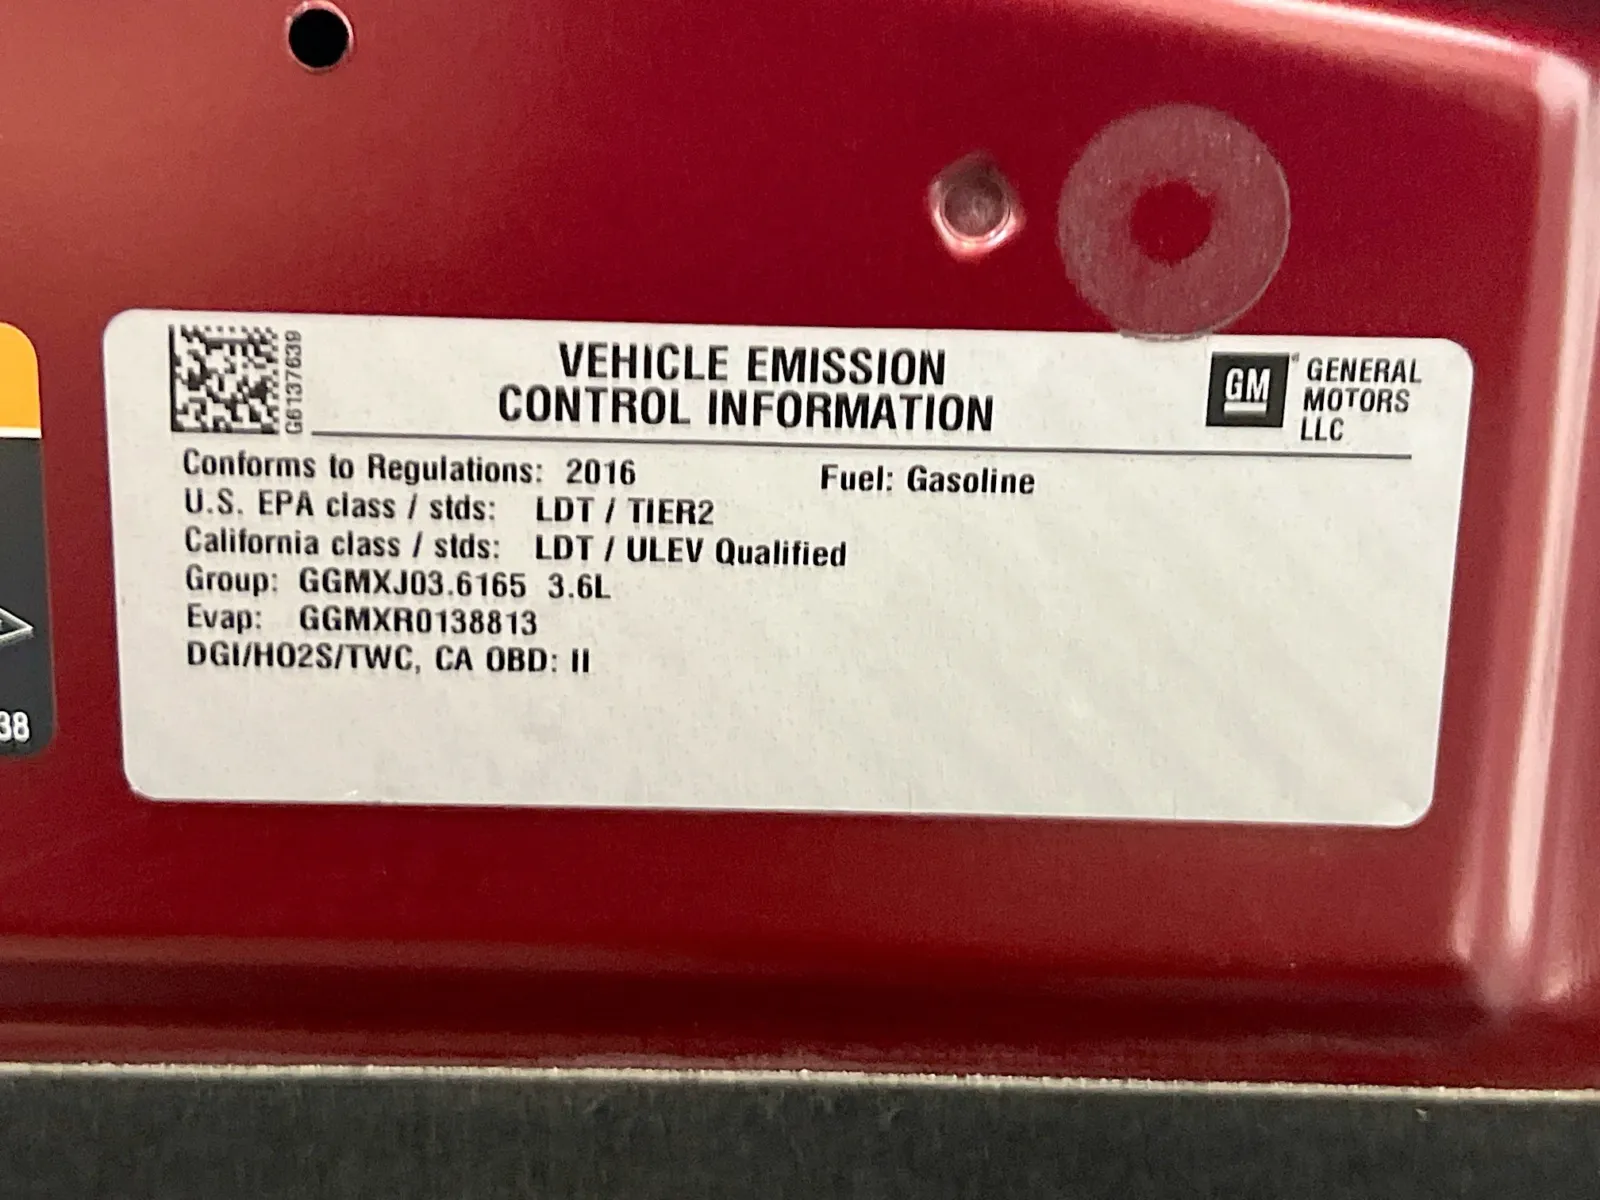 G6137639
VEHICLE EMISSION
CONTROL INFORMATION
GM
GENERAL
MOTORS
LLC
Conforms to Regulations: 2016 Fuel: Gasoline
U.S. EPA class / stds: LDT / TIER2
California class / stds: LDT / ULEV Qualified
Group: GGMXJ03.6165 3.6L
Evap: GGMXR0138813
DGI/HO2S/TWC, CA OBD: II
38